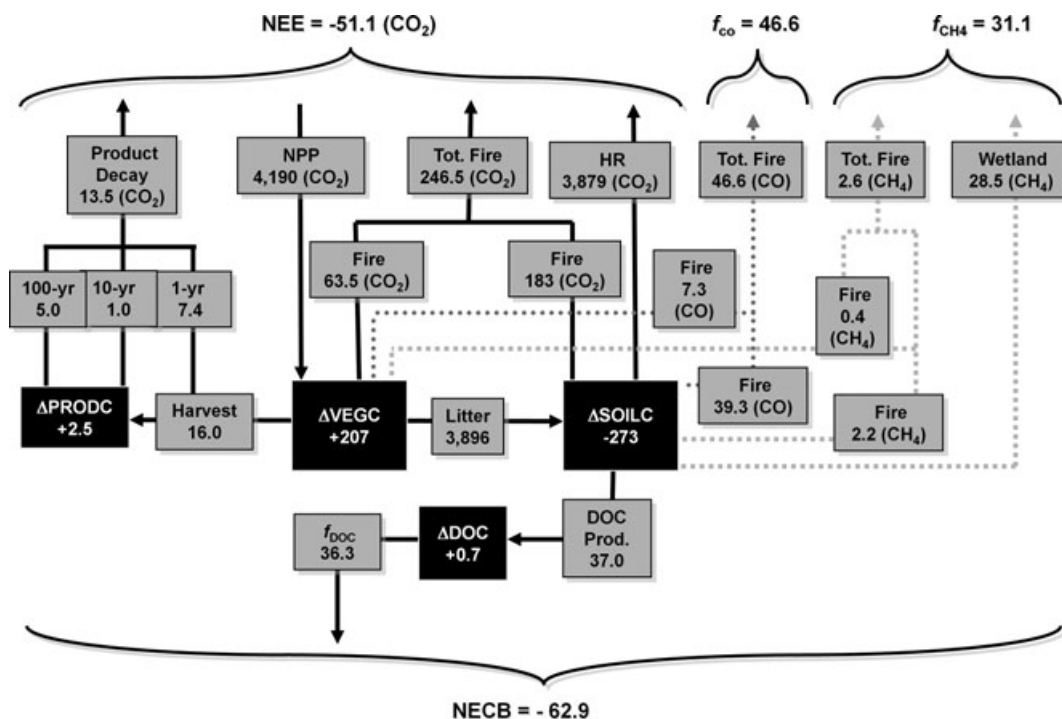 NEE = -51.1 (CO₂)
f_co = 46.6
f_CH4 = 31.1
Product
Decay
13.5 (CO₂)
NPP
4,190 (CO₂)
Tot. Fire
246.5 (CO₂)
HR
3,879 (CO₂)
Tot. Fire
46.6 (CO)
Tot. Fire
2.6 (CH₄)
Wetland
28.5 (CH₄)
100-yr
5.0
10-yr
1.0
1-yr
7.4
Fire
63.5 (CO₂)
Fire
183 (CO₂)
Fire
7.3
(CO)
Fire
0.4
(CH₄)
ΔPRODC
+2.5
Harvest
16.0
ΔVEGC
+207
Litter
3,896
ΔSOILC
-273
Fire
39.3 (CO)
Fire
2.2 (CH₄)
f_DOC
36.3
ΔDOC
+0.7
DOC
Prod.
37.0
NECB = - 62.9